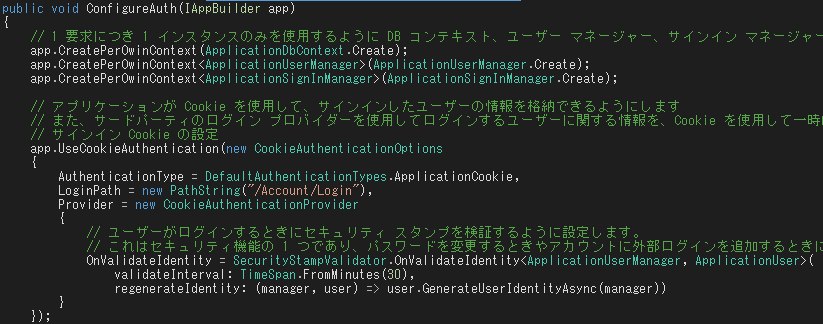 public void ConfigureAuth(IAppBuilder app)
{
// 1 要求につき 1 インスタンスのみを使用するように DB コンテキスト、ユーザー マネージャー、サインイン マネージャー
app.CreatePerOwinContext(ApplicationDbContext.Create);
app.CreatePerOwinContext<ApplicationUserManager>(ApplicationUserManager.Create);
app.CreatePerOwinContext<ApplicationSignInManager>(ApplicationSignInManager.Create);
// アプリケーションが Cookie を使用して、サインインしたユーザーの情報を格納できるようにします
// また、サードパーティのログイン プロバイダーを使用してログインするユーザーに関する情報を、Cookie を使用して一時
// サインイン Cookie の設定
app.UseCookieAuthentication(new CookieAuthenticationOptions
{
AuthenticationType = DefaultAuthenticationTypes.ApplicationCookie,
LoginPath = new PathString("/Account/Login"),
Provider = new CookieAuthenticationProvider
{
// ユーザーがログインするときにセキュリティ スタンプを検証するように設定します。
// これはセキュリティ機能の 1 つであり、パスワードを変更するときやアカウントに外部ログインを追加するときに
OnValidateIdentity = SecurityStampValidator.OnValidateIdentity<ApplicationUserManager, ApplicationUser>(
validateInterval: TimeSpan.FromMinutes(30),
regenerateIdentity: (manager, user) => user.GenerateUserIdentityAsync(manager))
}
});